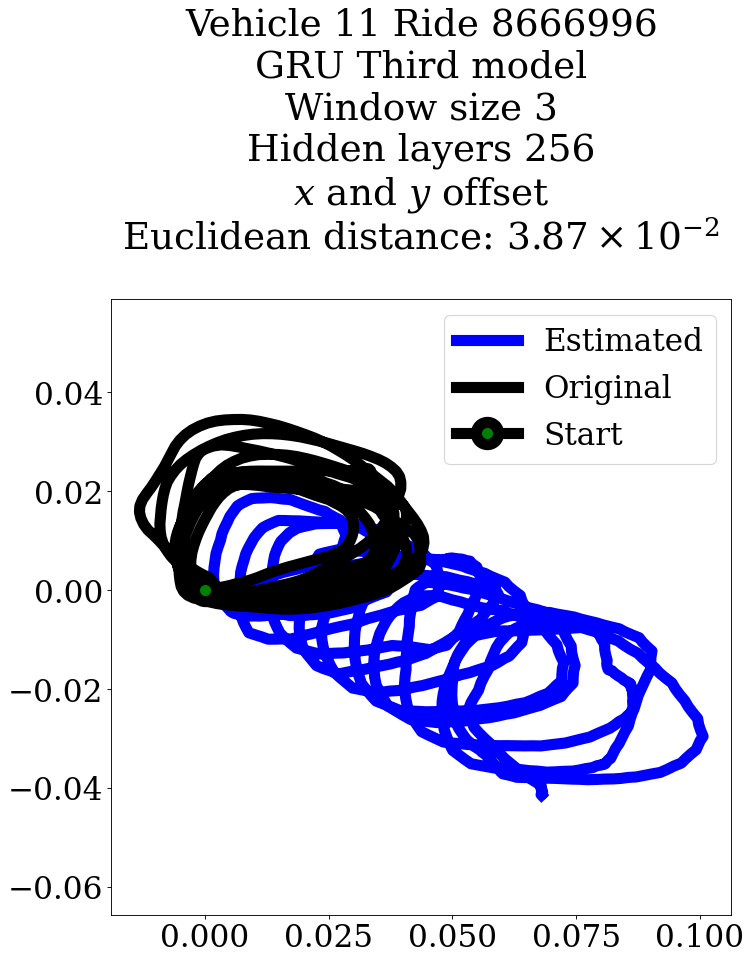 Vehicle 11 Ride 8666996
GRU Third model
Window size 3
Hidden layers 256
x and y offset
Euclidean distance: 3.87 × 10⁻²
Estimated
Original
Start
0.04
0.02
0.00
−0.02
−0.04
−0.06
0.000 0.025 0.050 0.075 0.100